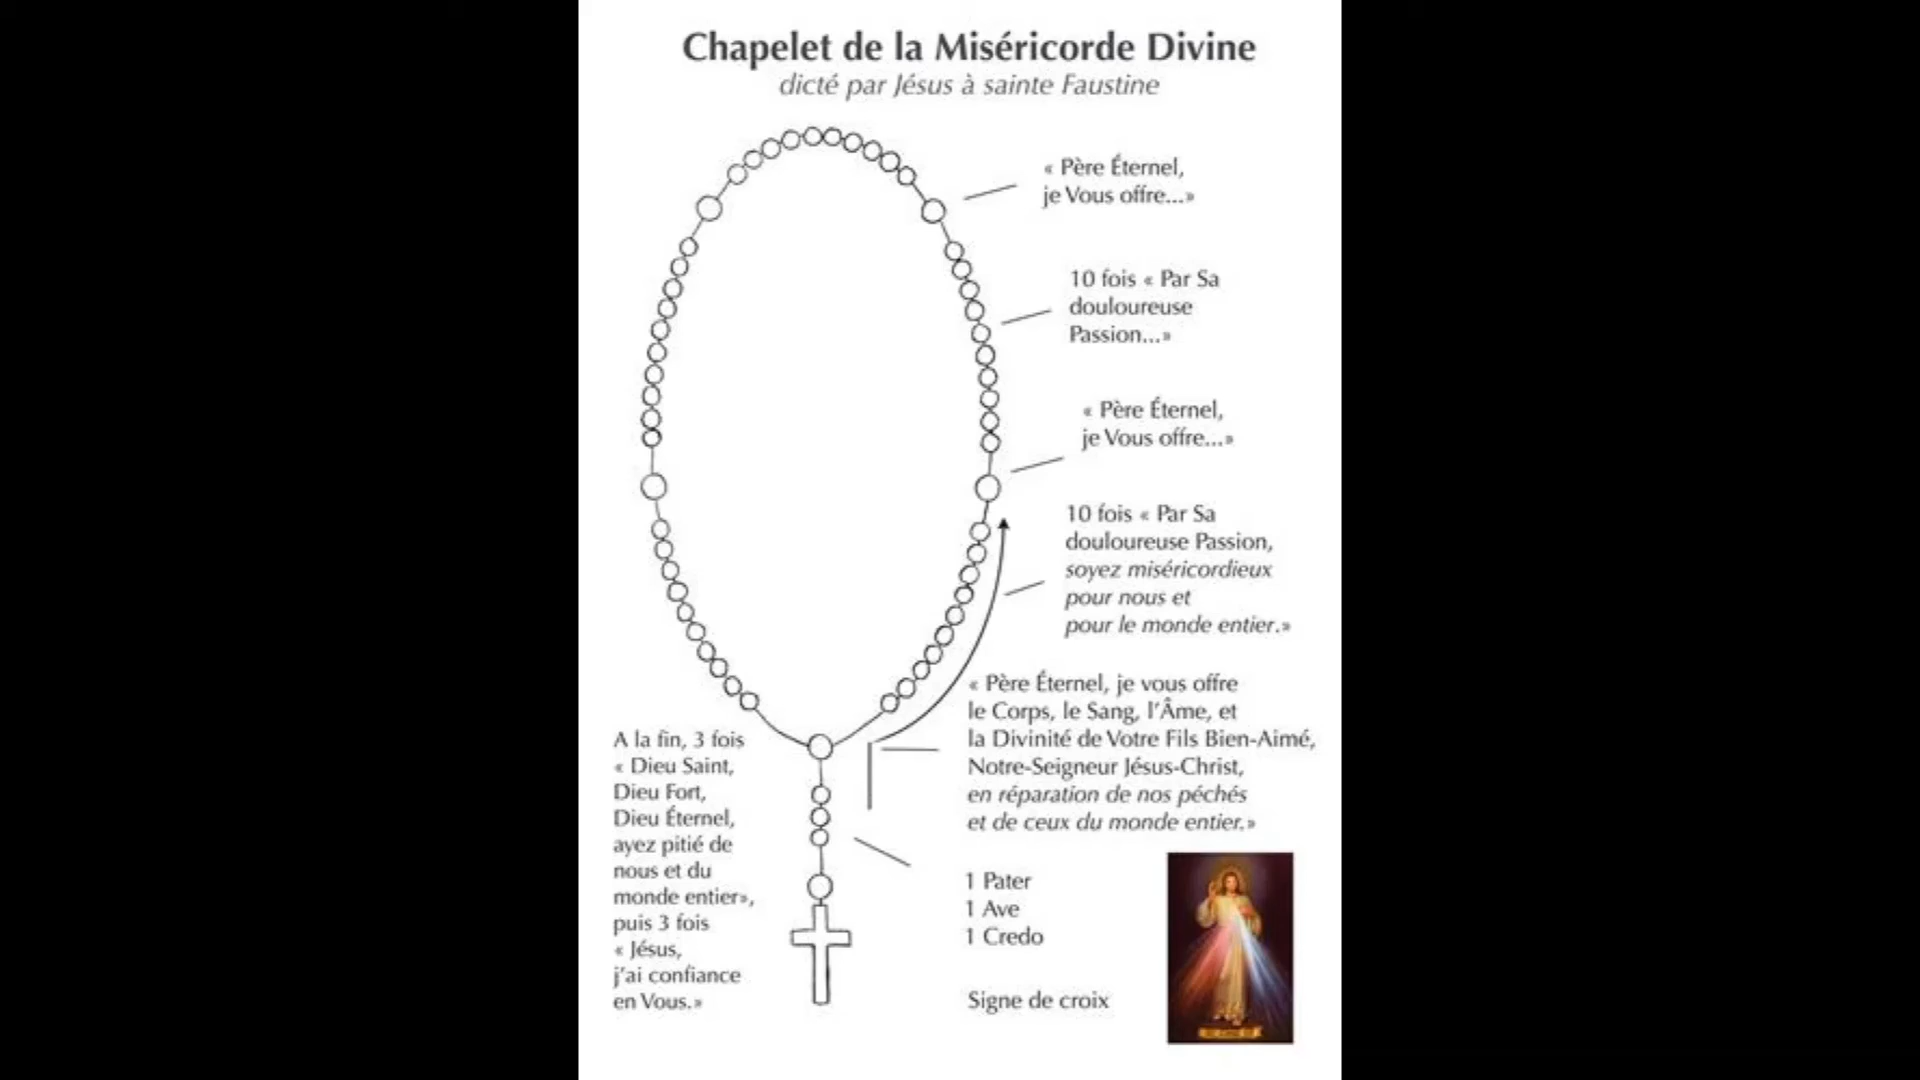 Chapelet de la Miséricorde Divine
dicté par Jésus à sainte Faustine
« Père Éternel,
je Vous offre...»
10 fois « Par Sa
douloureuse
Passion...»
« Père Éternel,
je Vous offre...»
10 fois « Par Sa
douloureuse Passion,
soyez miséricordieux
pour nous et
pour le monde entier.»
« Père Éternel, je vous offre
le Corps, le Sang, l'Âme, et
la Divinité de Votre Fils Bien-Aimé,
Notre-Seigneur Jésus-Christ,
en réparation de nos péchés
et de ceux du monde entier.»
A la fin, 3 fois
« Dieu Saint,
Dieu Fort,
Dieu Éternel,
ayez pitié de
nous et du
monde entier»,
puis 3 fois
« Jésus,
j'ai confiance
en Vous.»
1 Pater
1 Ave
1 Credo
Signe de croix